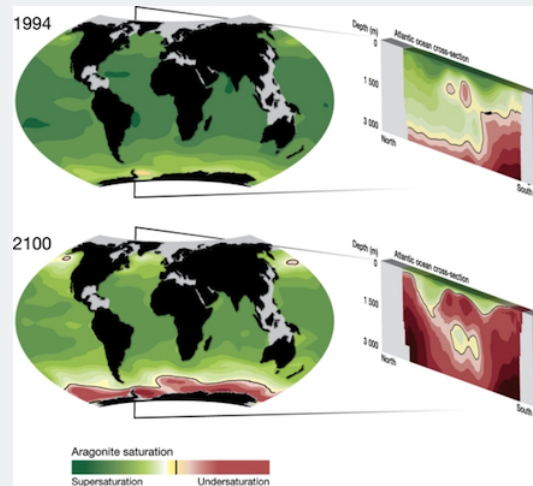 1994
Depth (m)
Atlantic ocean cross-section
0
1 500
3 000
North
South
2100
Depth (m)
Atlantic ocean cross-section
0
1 500
3 000
North
South
Aragonite saturation
Supersaturation Undersaturation